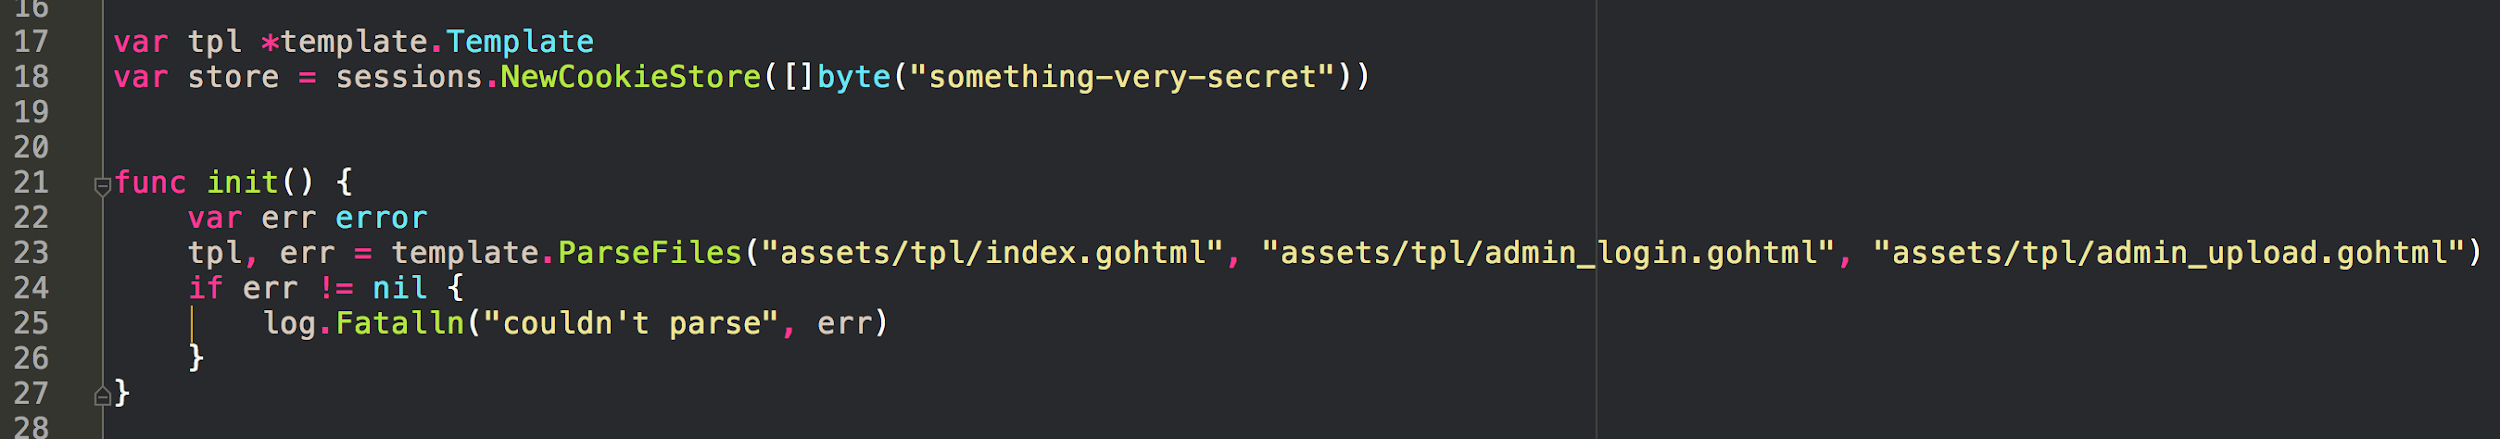 16
17 var tpl *template.Template
18 var store = sessions.NewCookieStore([]byte("something-very-secret"))
19
20
21 func init() {
22     var err error
23     tpl, err = template.ParseFiles("assets/tpl/index.gohtml", "assets/tpl/admin_login.gohtml", "assets/tpl/admin_upload.gohtml")
24     if err != nil {
25         log.Fatalln("couldn't parse", err)
26     }
27 }
28